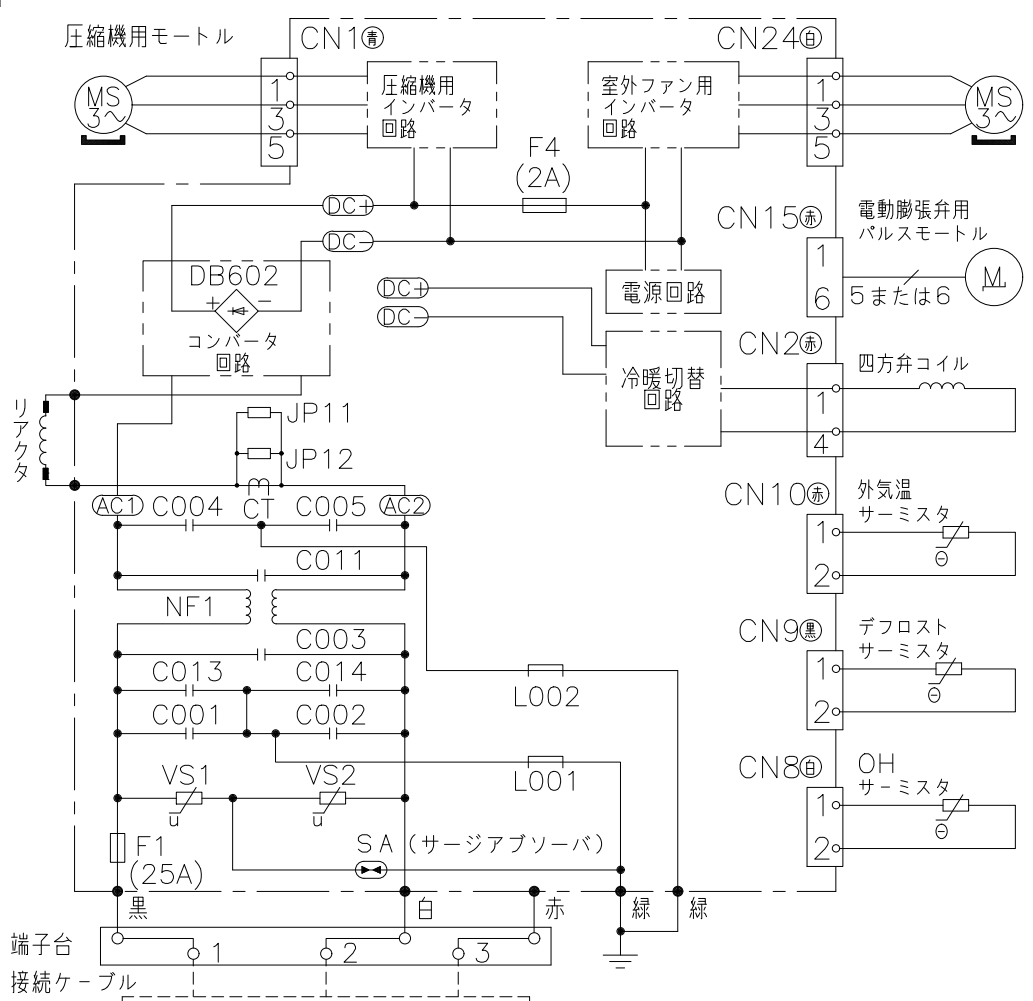 圧縮機用モートル
CN1青
CN24白
MS
3～
1
3
5
圧縮機用
インバータ
回路
室外ファン用
インバータ
回路
1
3
5
MS
3～
F4
(2A)
DC+
DC−
CN15赤
電動膨張弁用
パルスモートル
1
6
5または6
M
DB602
+
−
コンバータ
回路
DC+
DC−
電源回路
冷暖切替
回路
CN2赤
四方弁コイル
1
4
リアクタ
JP11
JP12
CT
AC1
C004
C005
AC2
C011
NF1
C003
C013
C014
C001
C002
L002
L001
CN10赤
外気温
サーミスタ
1
2
θ
CN9黒
デフロスト
サーミスタ
1
2
θ
CN8白
OH
サーミスタ
1
2
θ
VS1
VS2
u
u
F1
(25A)
SA（サージアブソーバ）
黒
白
赤
緑
緑
端子台
1
2
3
接続ケーブル